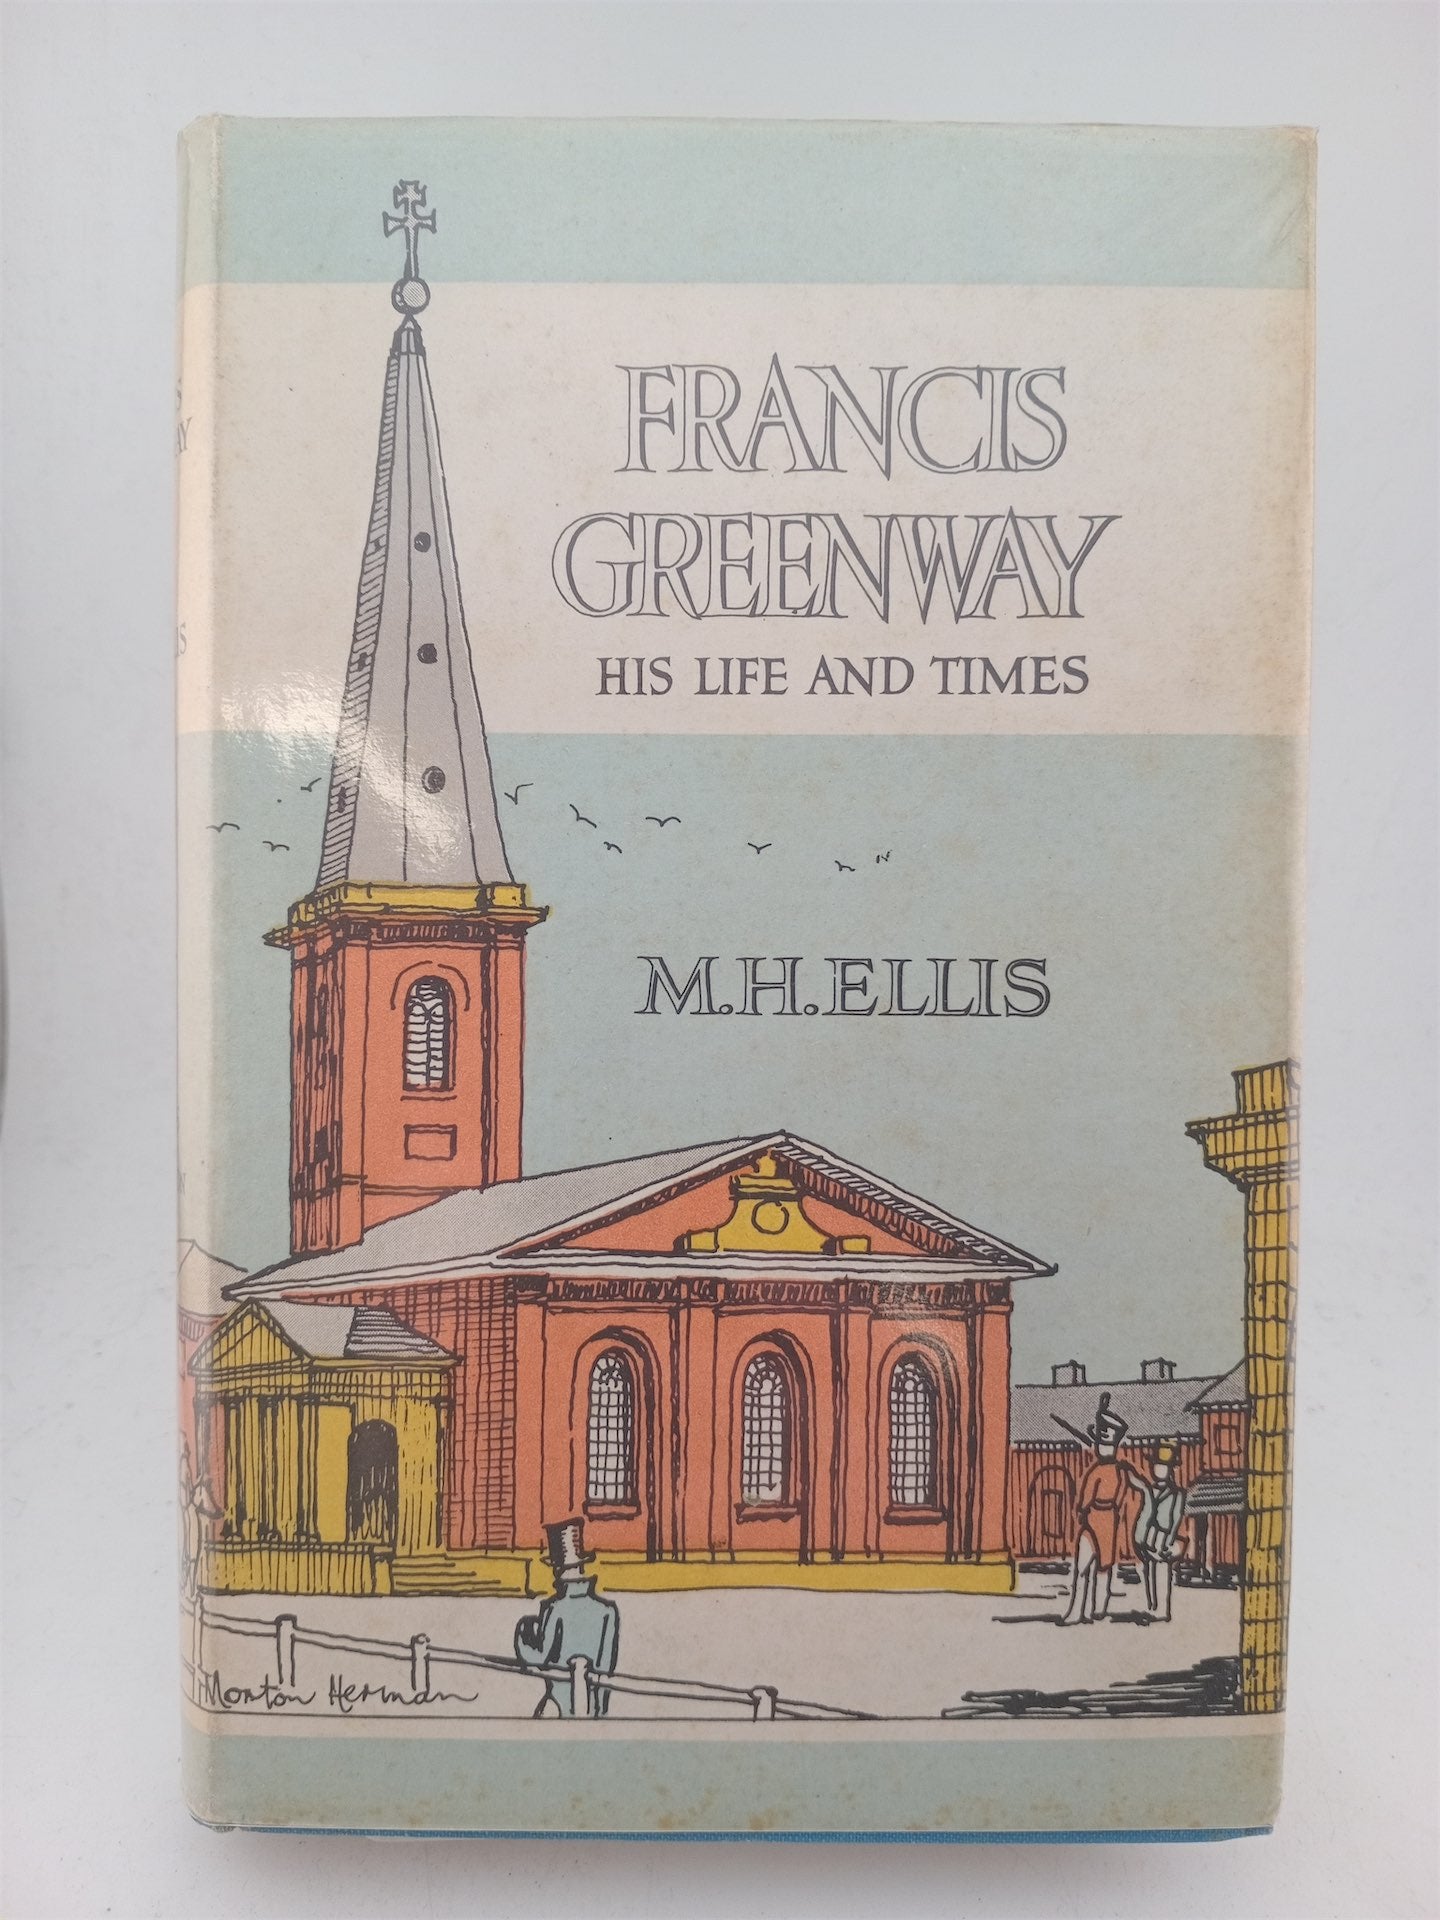 FRANCIS
GREENWAY
HIS LIFE AND TIMES
M.H.ELLIS
Morton Herman